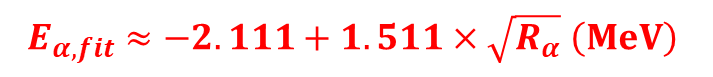 E_{α,fit} ≈ −2.111 + 1.511 × √R_α (MeV)